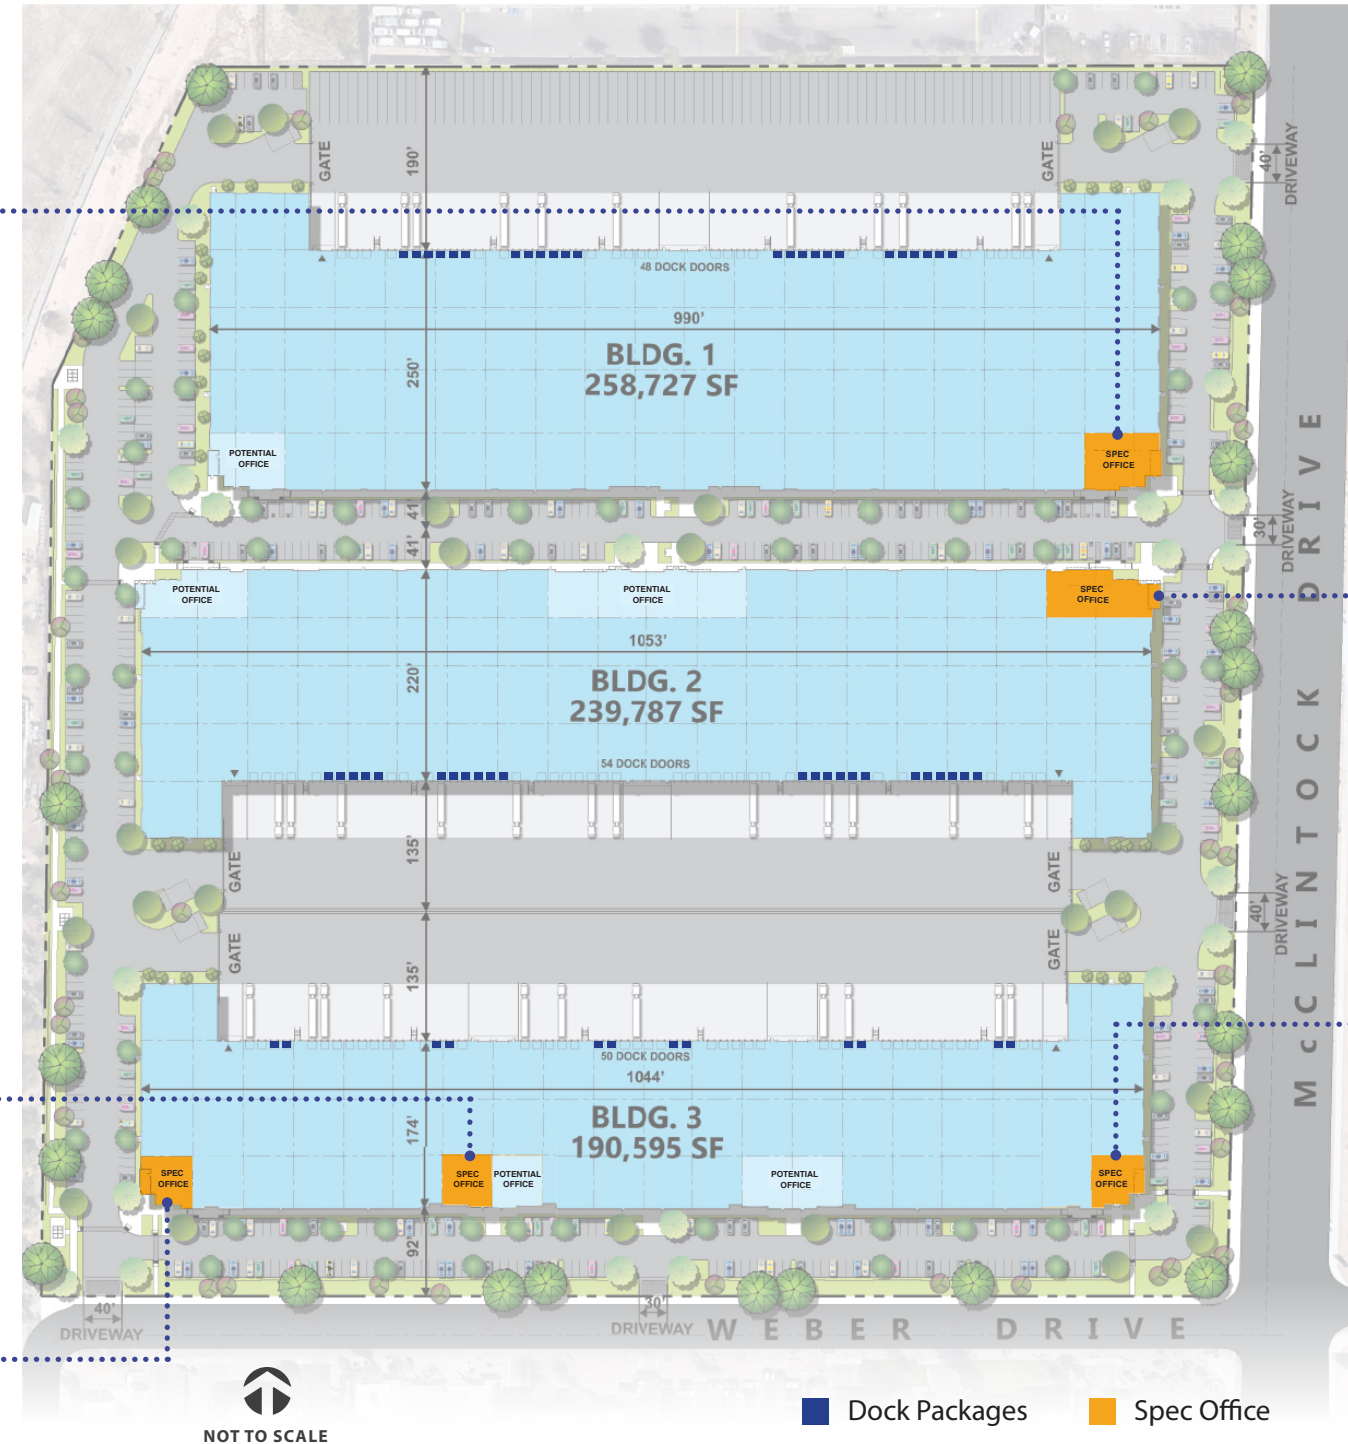 GATE
190'
GATE
40'
DRIVEWAY
48 DOCK DOORS
990'
BLDG. 1
258,727 SF
250'
POTENTIAL
OFFICE
SPEC
OFFICE
41'
41'
30'
DRIVEWAY
POTENTIAL
OFFICE
POTENTIAL
OFFICE
SPEC
OFFICE
1053'
BLDG. 2
239,787 SF
220'
54 DOCK DOORS
GATE
135'
GATE
40'
DRIVEWAY
GATE
135'
GATE
MCCLINTOCK DRIVE
50 DOCK DOORS
1044'
BLDG. 3
190,595 SF
174'
SPEC
OFFICE
SPEC
OFFICE
POTENTIAL
OFFICE
POTENTIAL
OFFICE
SPEC
OFFICE
92'
40'
DRIVEWAY
30'
DRIVEWAY
WEBER DRIVE
NOT TO SCALE
Dock Packages
Spec Office